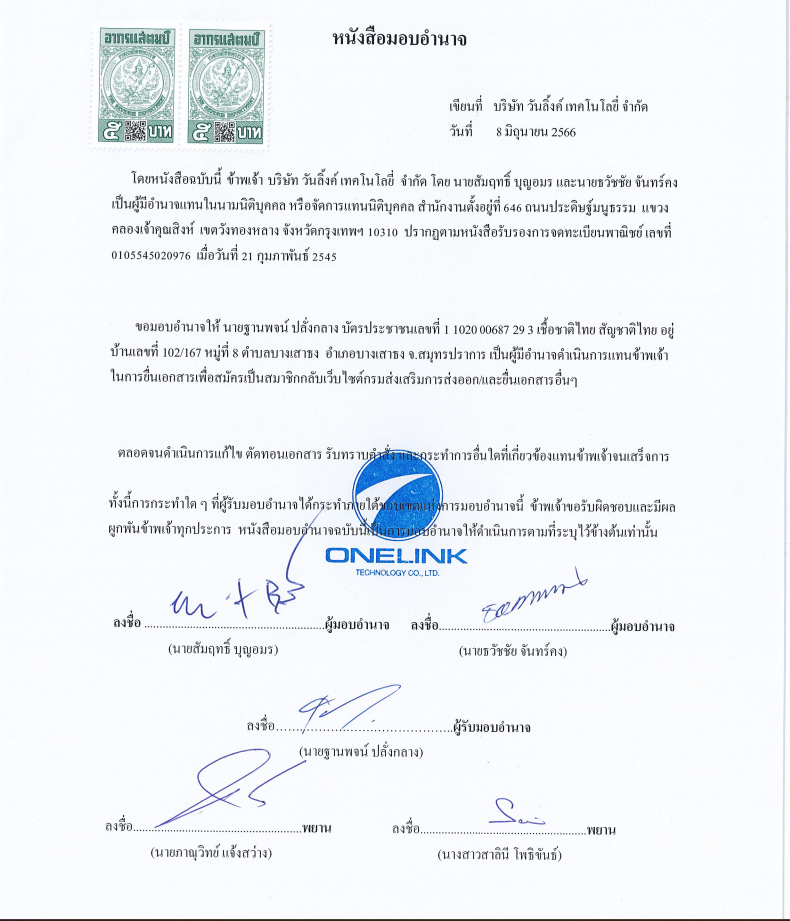 อากรแสตมป์ อากรแสตมป์
๕ บาท ๕ บาท
หนังสือมอบอำนาจ
เขียนที่ บริษัท วันลิ้งค์ เทคโนโลยี่ จำกัด
วันที่ 8 มิถุนายน 2566
โดยหนังสือฉบับนี้ ข้าพเจ้า บริษัท วันลิ้งค์ เทคโนโลยี่ จำกัด โดย นายสัมฤทธิ์ บุญอมร และนายธวัชชัย จันทร์คง
เป็นผู้มีอำนาจแทนในนามนิติบุคคล หรือจัดการแทนนิติบุคคล สำนักงานตั้งอยู่ที่ 646 ถนนประดิษฐ์มนูธรรม แขวง
คลองเจ้าคุณสิงห์ เขตวังทองหลาง จังหวัดกรุงเทพฯ 10310 ปรากฏตามหนังสือรับรองการจดทะเบียนพาณิชย์ เลขที่
0105545020976 เมื่อวันที่ 21 กุมภาพันธ์ 2545
ขอมอบอำนาจให้ นายฐานพจน์ ปลั่งกลาง บัตรประชาชนเลขที่ 1 1020 00687 29 3 เชื้อชาติไทย สัญชาติไทย อยู่
บ้านเลขที่ 102/167 หมู่ที่ 8 ตำบลบางเสาธง อำเภอบางเสาธง จ.สมุทรปราการ เป็นผู้มีอำนาจดำเนินการแทนข้าพเจ้า
ในการยื่นเอกสารเพื่อสมัครเป็นสมาชิกกลับเว็บไซต์กรมส่งเสริมการส่งออก/และยื่นเอกสารอื่นๆ
ตลอดจนดำเนินการแก้ไข ตัดทอนเอกสาร รับทราบคำสั่ง และกระทำการอื่นใดที่เกี่ยวข้องแทนข้าพเจ้าจนเสร็จการ
ทั้งนี้การกระทำใด ๆ ที่ผู้รับมอบอำนาจได้กระทำภายใต้ขอบเขตแห่งการมอบอำนาจนี้ ข้าพเจ้าขอรับผิดชอบและมีผล
ผูกพันข้าพเจ้าทุกประการ หนังสือมอบอำนาจฉบับนี้เป็นการมอบอำนาจให้ดำเนินการตามที่ระบุไว้ข้างต้นเท่านั้น
ONELINK
TECHNOLOGY CO., LTD.
ลงชื่อ ................................................ผู้มอบอำนาจ ลงชื่อ..............................................ผู้มอบอำนาจ
(นายสัมฤทธิ์ บุญอมร) (นายธวัชชัย จันทร์คง)
ลงชื่อ................................................ผู้รับมอบอำนาจ
(นายฐานพจน์ ปลั่งกลาง)
ลงชื่อ..............................................พยาน ลงชื่อ..............................................พยาน
(นายภาณุวิทย์ แจ้งสว่าง) (นางสาวสาลินี โพธิขันธ์)